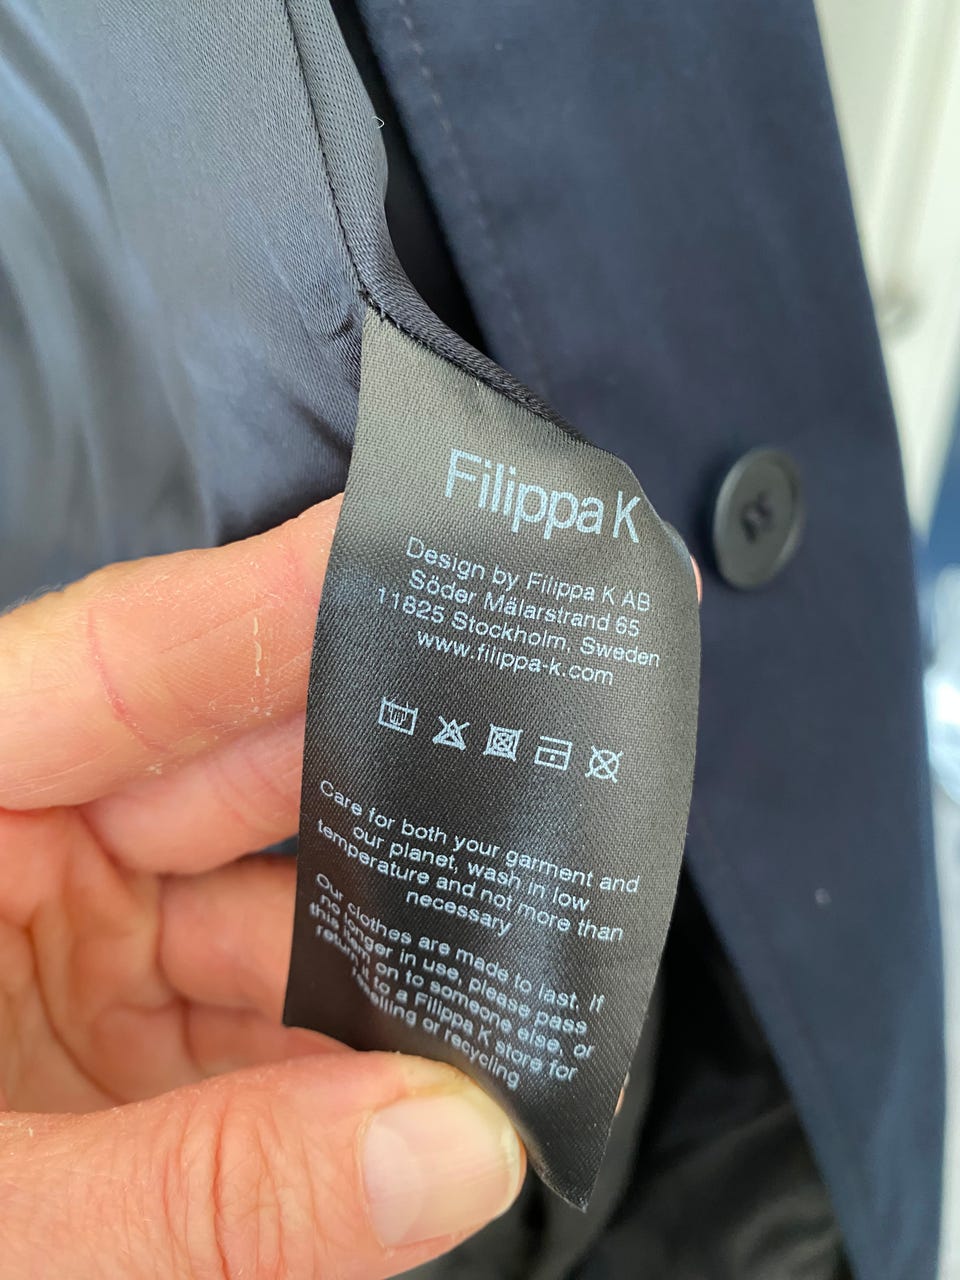 Filippa K
Design by Filippa K AB
Söder Mälarstrand 65
11825 Stockholm, Sweden
www.filippa-k.com
Care for both your garment and
our planet, wash in low
temperature and not more than
necessary
Our clothes are made to last. If
no longer in use, please pass
this item on to someone else, or
return it to a Filippa K store for
reselling or recycling